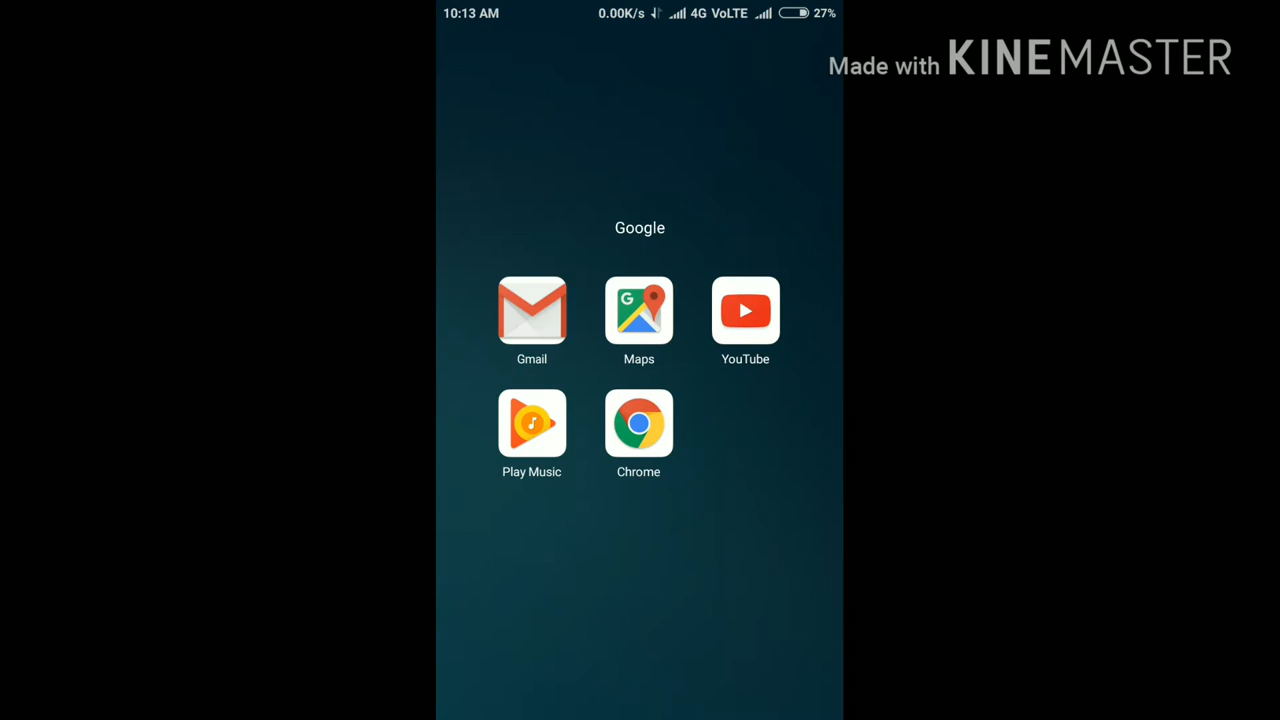 10:13 AM 0.00K/s 4G VoLTE 27%
Made with KINEMASTER
Google
G
Gmail Maps YouTube
Play Music Chrome